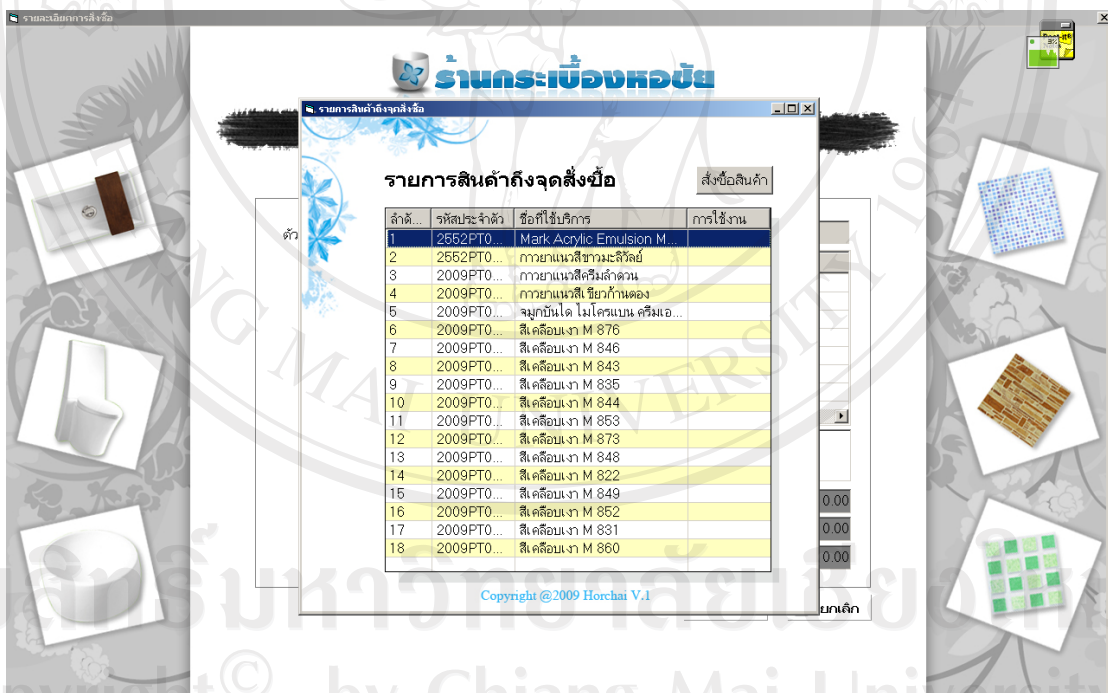 รายละเอียดการสั่งซื้อ
ร้านกระเบื้องหอชัย
รายการสินค้าถึงจุดสั่งซื้อ
รายการสินค้าถึงจุดสั่งซื้อ
สั่งซื้อสินค้า
ลำดั... รหัสประจำตัว ชื่อที่ใช้บริการ การใช้งาน
1 2552PT0... Mark Acrylic Emulsion M...
2 2552PT0... กาวยาแนวสีขาวมะลิวัลย์
3 2009PT0... กาวยาแนวสีครีมลำดวน
4 2009PT0... กาวยาแนวสีเขียวก้านตอง
5 2009PT0... จมูกบันได ไมโครแบน ครีมเอ...
6 2009PT0... สีเคลือบเงา M 876
7 2009PT0... สีเคลือบเงา M 846
8 2009PT0... สีเคลือบเงา M 843
9 2009PT0... สีเคลือบเงา M 835
10 2009PT0... สีเคลือบเงา M 844
11 2009PT0... สีเคลือบเงา M 853
12 2009PT0... สีเคลือบเงา M 873
13 2009PT0... สีเคลือบเงา M 848
14 2009PT0... สีเคลือบเงา M 822
15 2009PT0... สีเคลือบเงา M 849
16 2009PT0... สีเคลือบเงา M 852
17 2009PT0... สีเคลือบเงา M 831
18 2009PT0... สีเคลือบเงา M 860
0.00
0.00
0.00
Copyright @2009 Horchai V.1
by Chiang Mai University